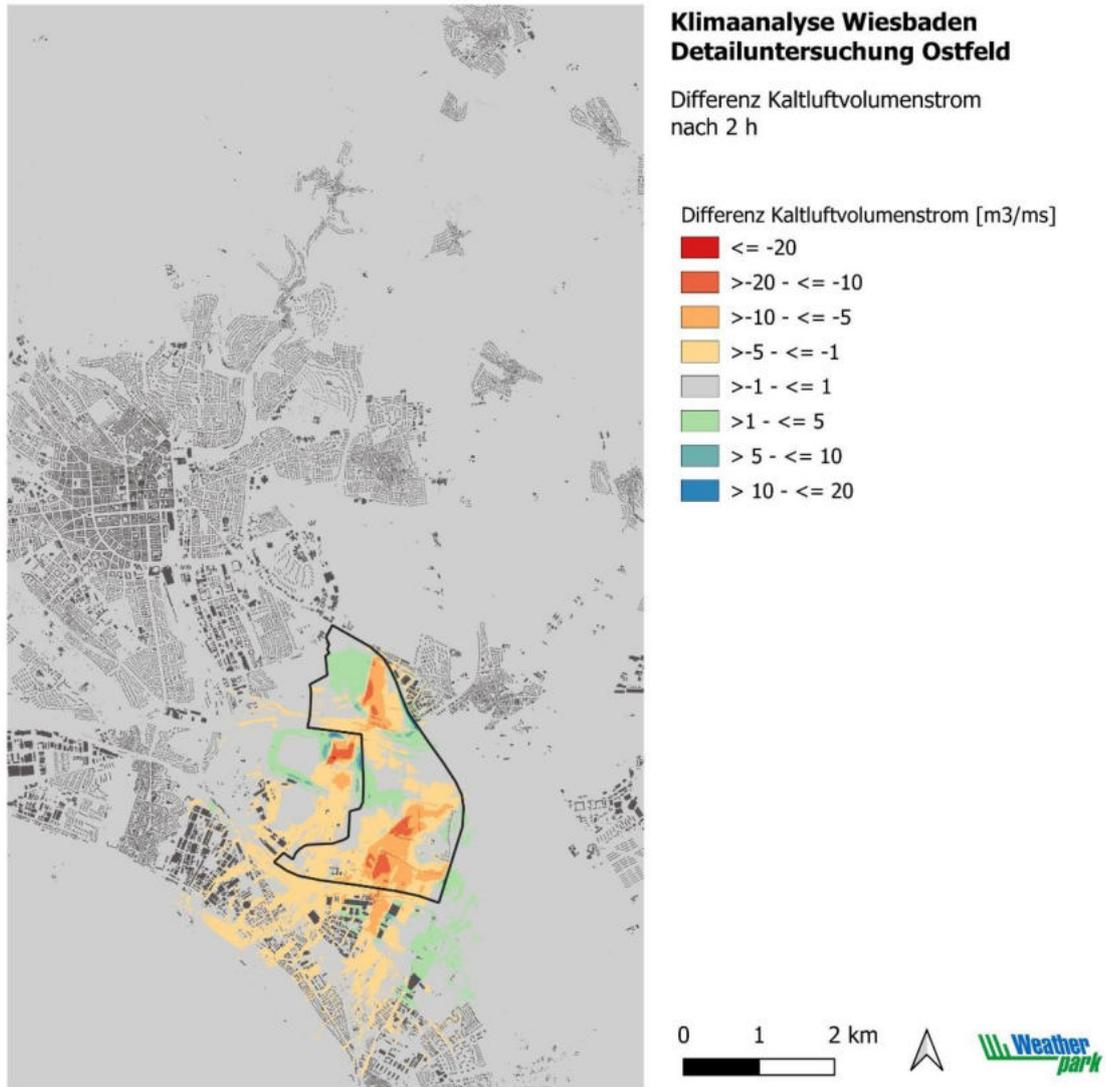 Klimaanalyse Wiesbaden
Detailuntersuchung Ostfeld
Differenz Kaltluftvolumenstrom
nach 2 h
Differenz Kaltluftvolumenstrom [m3/ms]
<= -20
>-20 - <= -10
>-10 - <= -5
>-5 - <= -1
>-1 - <= 1
>1 - <= 5
> 5 - <= 10
> 10 - <= 20
0 1 2 km
Weather
park